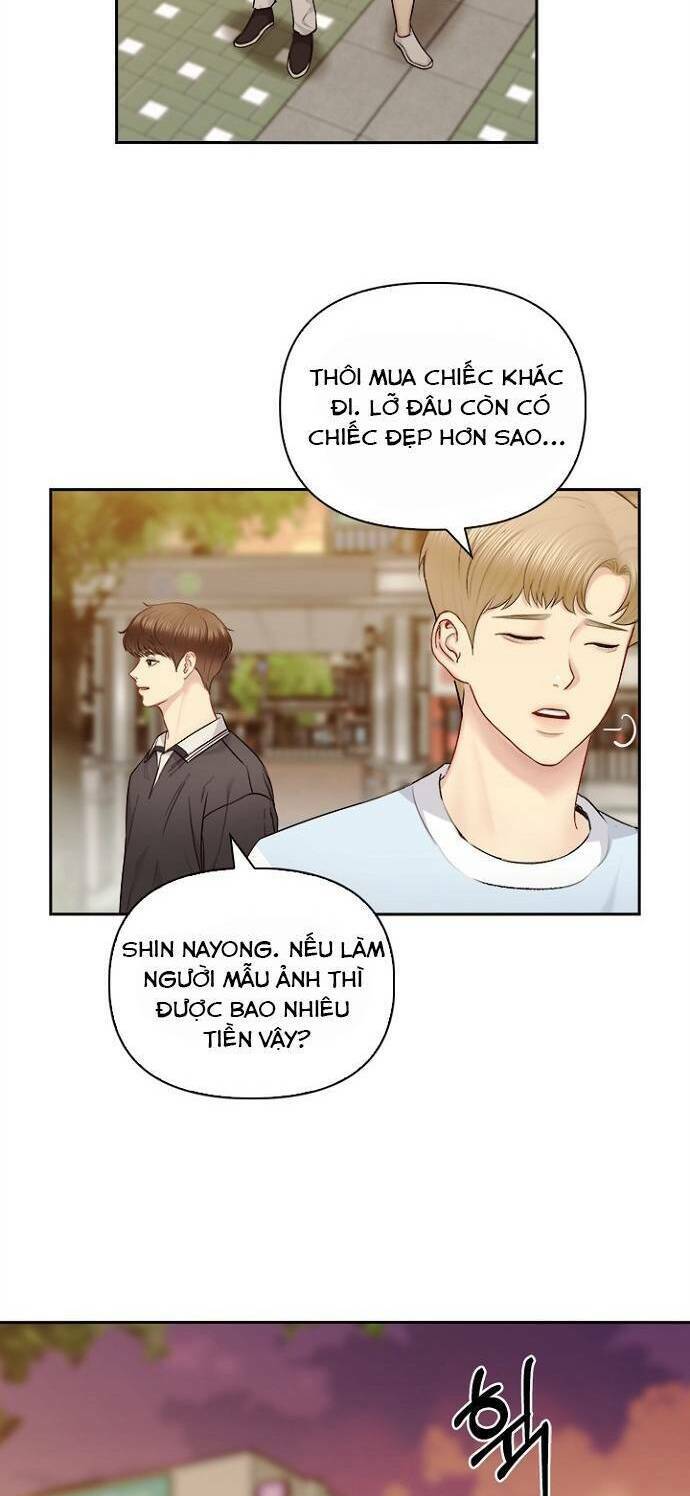 THÔI MUA CHIẾC KHÁC
ĐI. LỠ ĐÂU CÒN CÓ
CHIẾC ĐẸP HƠN SAO...
SHIN NAYONG. NẾU LÀM
NGƯỜI MẪU ẢNH THÌ
ĐƯỢC BAO NHIÊU
TIỀN VẬY?
획